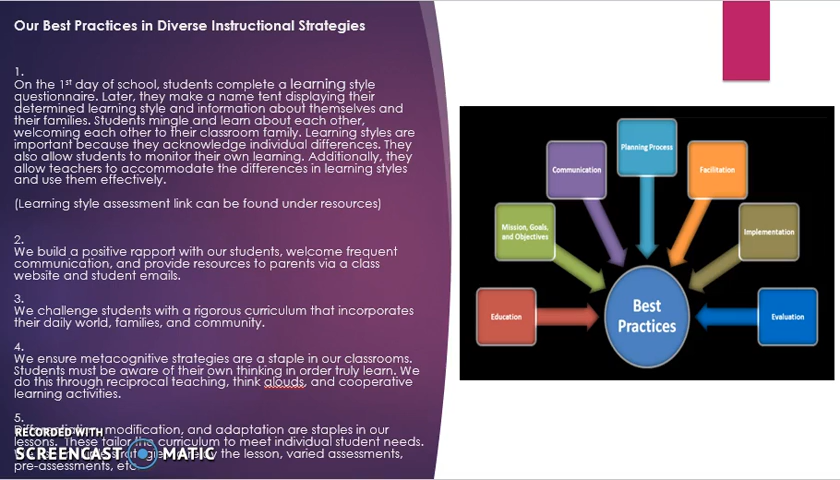 Our Best Practices in Diverse Instructional Strategies
1.
On the 1st day of school, students complete a learning style
questionnaire. Later, they make a name tent displaying their
determined learning style and information about themselves and
their families. Students mingle and learn about each other,
welcoming each other to their classroom family. Learning styles are
important because they acknowledge individual differences. They
also allow students to monitor their own learning. Additionally, they
allow teachers to accommodate the differences in learning styles
and use them effectively.
(Learning style assessment link can be found under resources)
2.
We build a positive rapport with our students, welcome frequent
communication, and provide resources to parents via a class
website and student emails.
3.
We challenge students with a rigorous curriculum that incorporates
their daily world, families, and community.
4.
We ensure metacognitive strategies are a staple in our classrooms.
Students must be aware of their own thinking in order truly learn. We
do this through reciprocal teaching, think alouds, and cooperative
learning activities.
5.
modification, and adaptation are staples in our
lessons. These tailor the curriculum to meet individual student needs.
the lesson, varied assessments,
pre-assessments, etc
RECORDED WITH
SCREENCAST MATIC
Planning Process
Communication
Facilitation
Mission, Goals,
and Objectives
Implementation
Education
Best
Practices
Evaluation